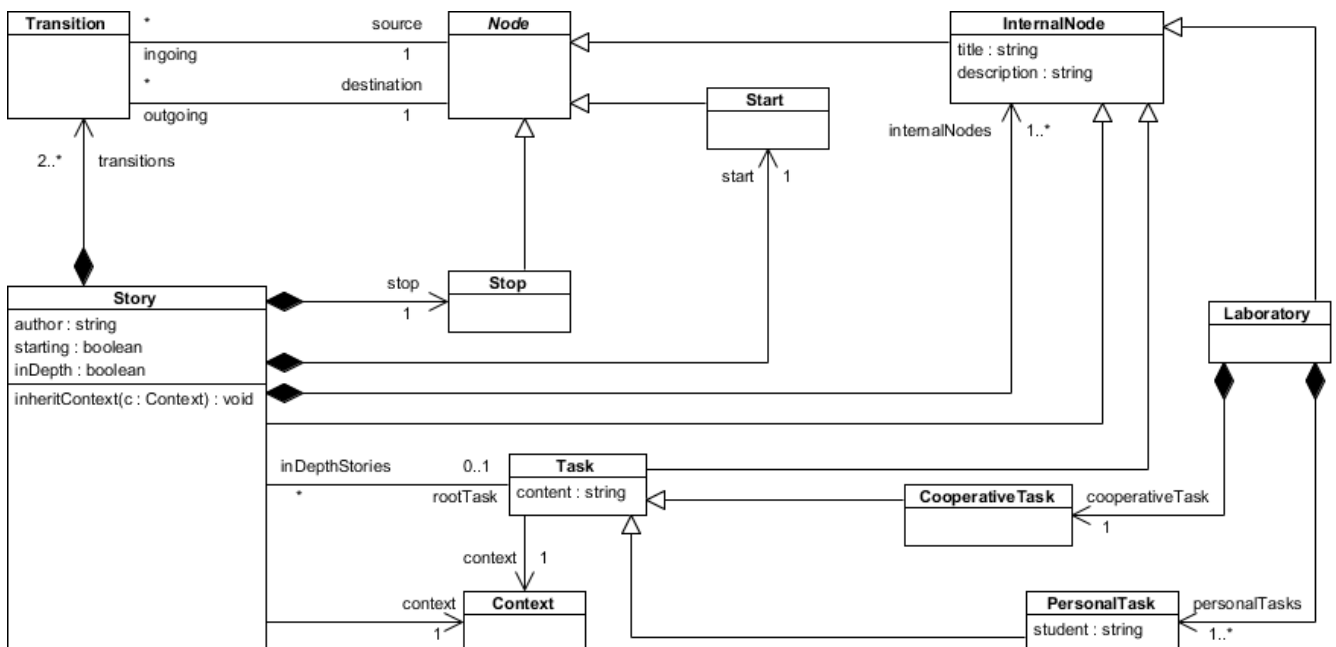 Transition
* source
ingoing 1
* destination
outgoing 1
Node
InternalNode
title : string
description : string
Start
internalNodes 1..*
2..* transitions
start 1
stop
1
Stop
Story
author : string
starting : boolean
inDepth : boolean
inheritContext(c : Context) : void
Laboratory
inDepthStories 0..1
* rootTask
Task
content : string
CooperativeTask
cooperativeTask
1
context 1
context
1
Context
PersonalTask
student : string
personalTasks
1..*